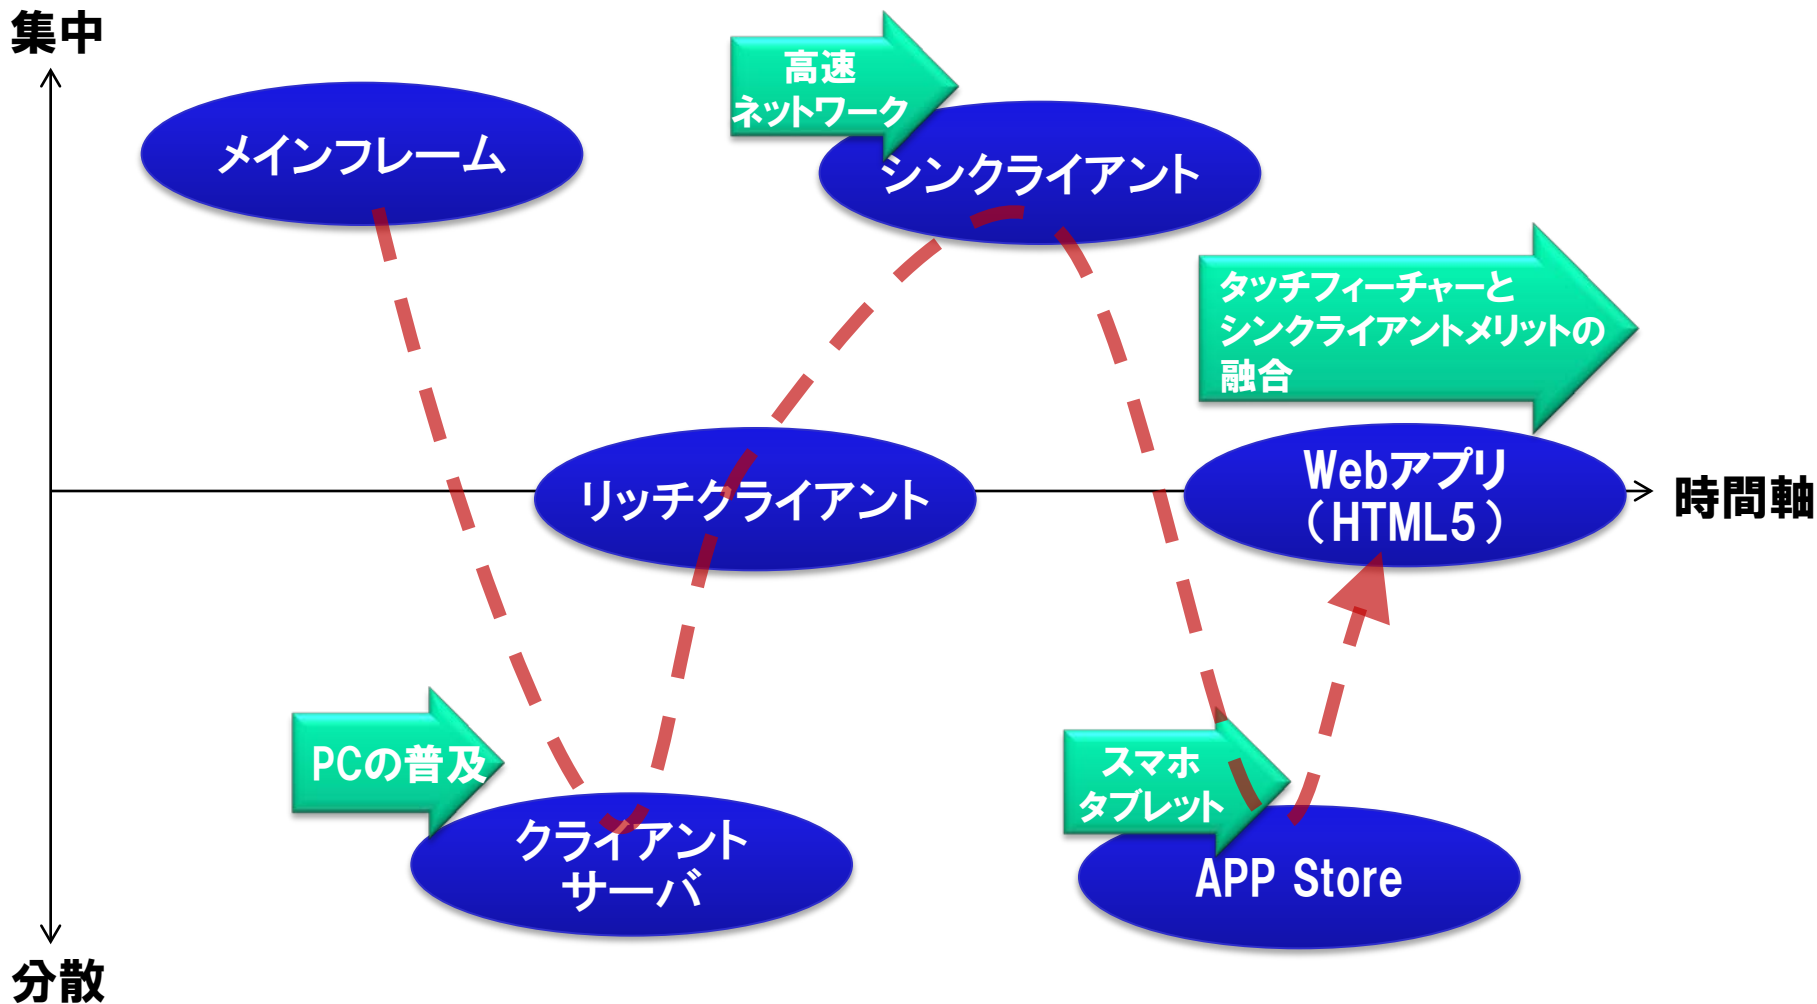 集中
高速
ネットワーク
メインフレーム
シンクライアント
タッチフィーチャーと
シンクライアントメリットの
融合
リッチクライアント
Webアプリ
（HTML5）
時間軸
PCの普及
スマホ
タブレット
クライアント
サーバ
APP Store
分散